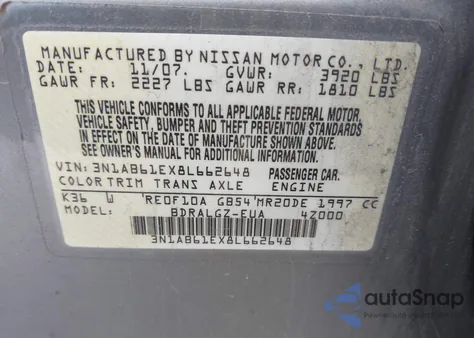 MANUFACTURED BY NISSAN MOTOR CO., LTD.
DATE: 11/07. GVWR: 3920 LBS
GAWR FR: 2227 LBS GAWR RR: 1810 LBS
THIS VEHICLE CONFORMS TO ALL APPLICABLE FEDERAL MOTOR
VEHICLE SAFETY, BUMPER AND THEFT PREVENTION STANDARDS
IN EFFECT ON THE DATE OF MANUFACTURE SHOWN ABOVE.
SEE OWNER'S MANUAL FOR ADDITIONAL INFORMATION.
VIN: 3N1AB61EX8L662648 PASSENGER CAR.
COLOR TRIM TRANS AXLE ENGINE
K36 W RE0F10A GB54 MR20DE 1997 CC
BDRALGZ-EUA 4Z000
3N1AB61EX8L662648
autoSnap